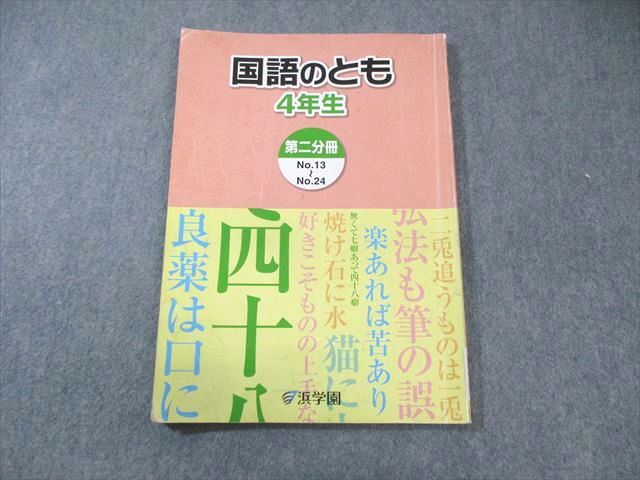 国語のとも
4年生
第二分冊
No.13
~
No.24
二兎追うものは一兎
弘法も筆の誤
楽あれば苦あり
無くて七癖あって四十八癖
猫に
焼け石に水
好きこそものの上手な
四十八
良薬は口に
浜学園